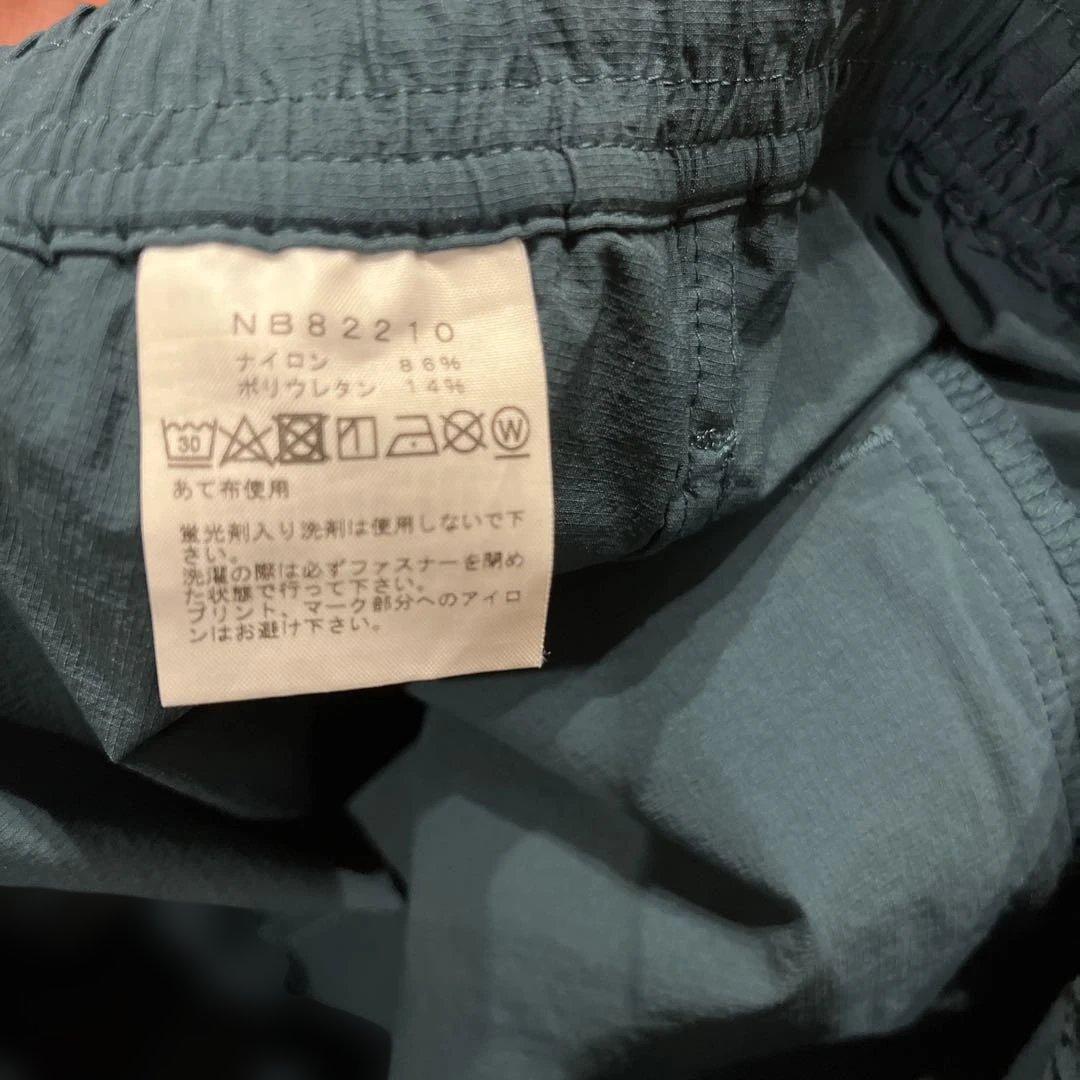 NB82210
ナイロン 86%
ポリウレタン 14%
30 W
あて布使用
蛍光剤入り洗剤は使用しないで下
さい。
洗濯の際は必ずファスナーを閉め
た状態で行って下さい。
プリント、マーク部分へのアイロ
ンはお避け下さい。